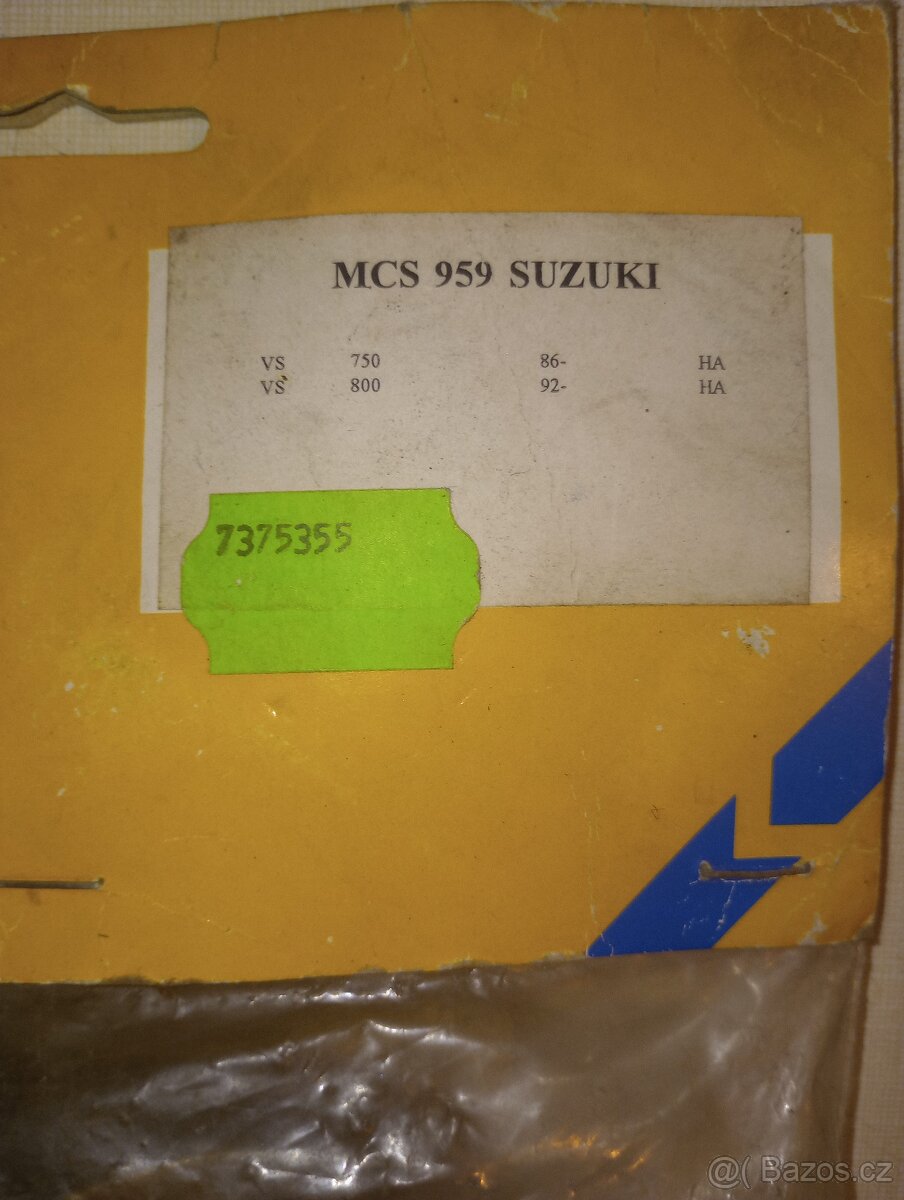 MCS 959 SUZUKI
VS 750 86- HA
VS 800 92- HA
7375355
@( Bazos.cz